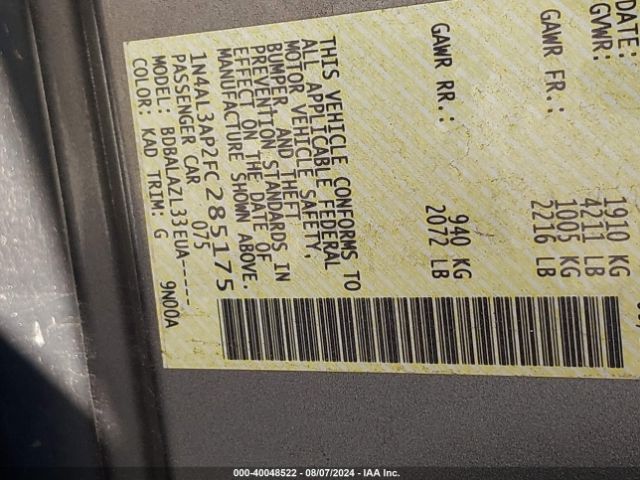 DATE:
GVWR: 1910 KG
4211 LB
GAWR FR.: 1005 KG
2216 LB
GAWR RR.: 940 KG
2072 LB
THIS VEHICLE CONFORMS TO
ALL APPLICABLE FEDERAL
MOTOR VEHICLE SAFETY,
BUMPER, AND THEFT
PREVENTION STANDARDS IN
EFFECT ON THE DATE OF
MANUFACTURE SHOWN ABOVE.
1N4AL3AP2FC285175
PASSENGER CAR 075
MODEL: BDBALAZL33EUA-----
COLOR: KAD TRIM: G 9N00A
000-40048522 - 08/07/2024 - IAA Inc.